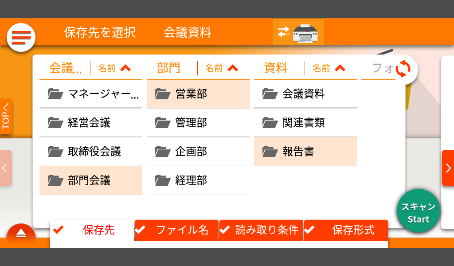 保存先を選択 会議資料
会議... 名前 部門 名前 資料 名前 フォ
マネージャー... 営業部 会議資料
経営会議 管理部 関連書類
取締役会議 企画部 報告書
部門会議 経理部
TOPへ
スキャン
Start
保存先 ファイル名 読み取り条件 保存形式